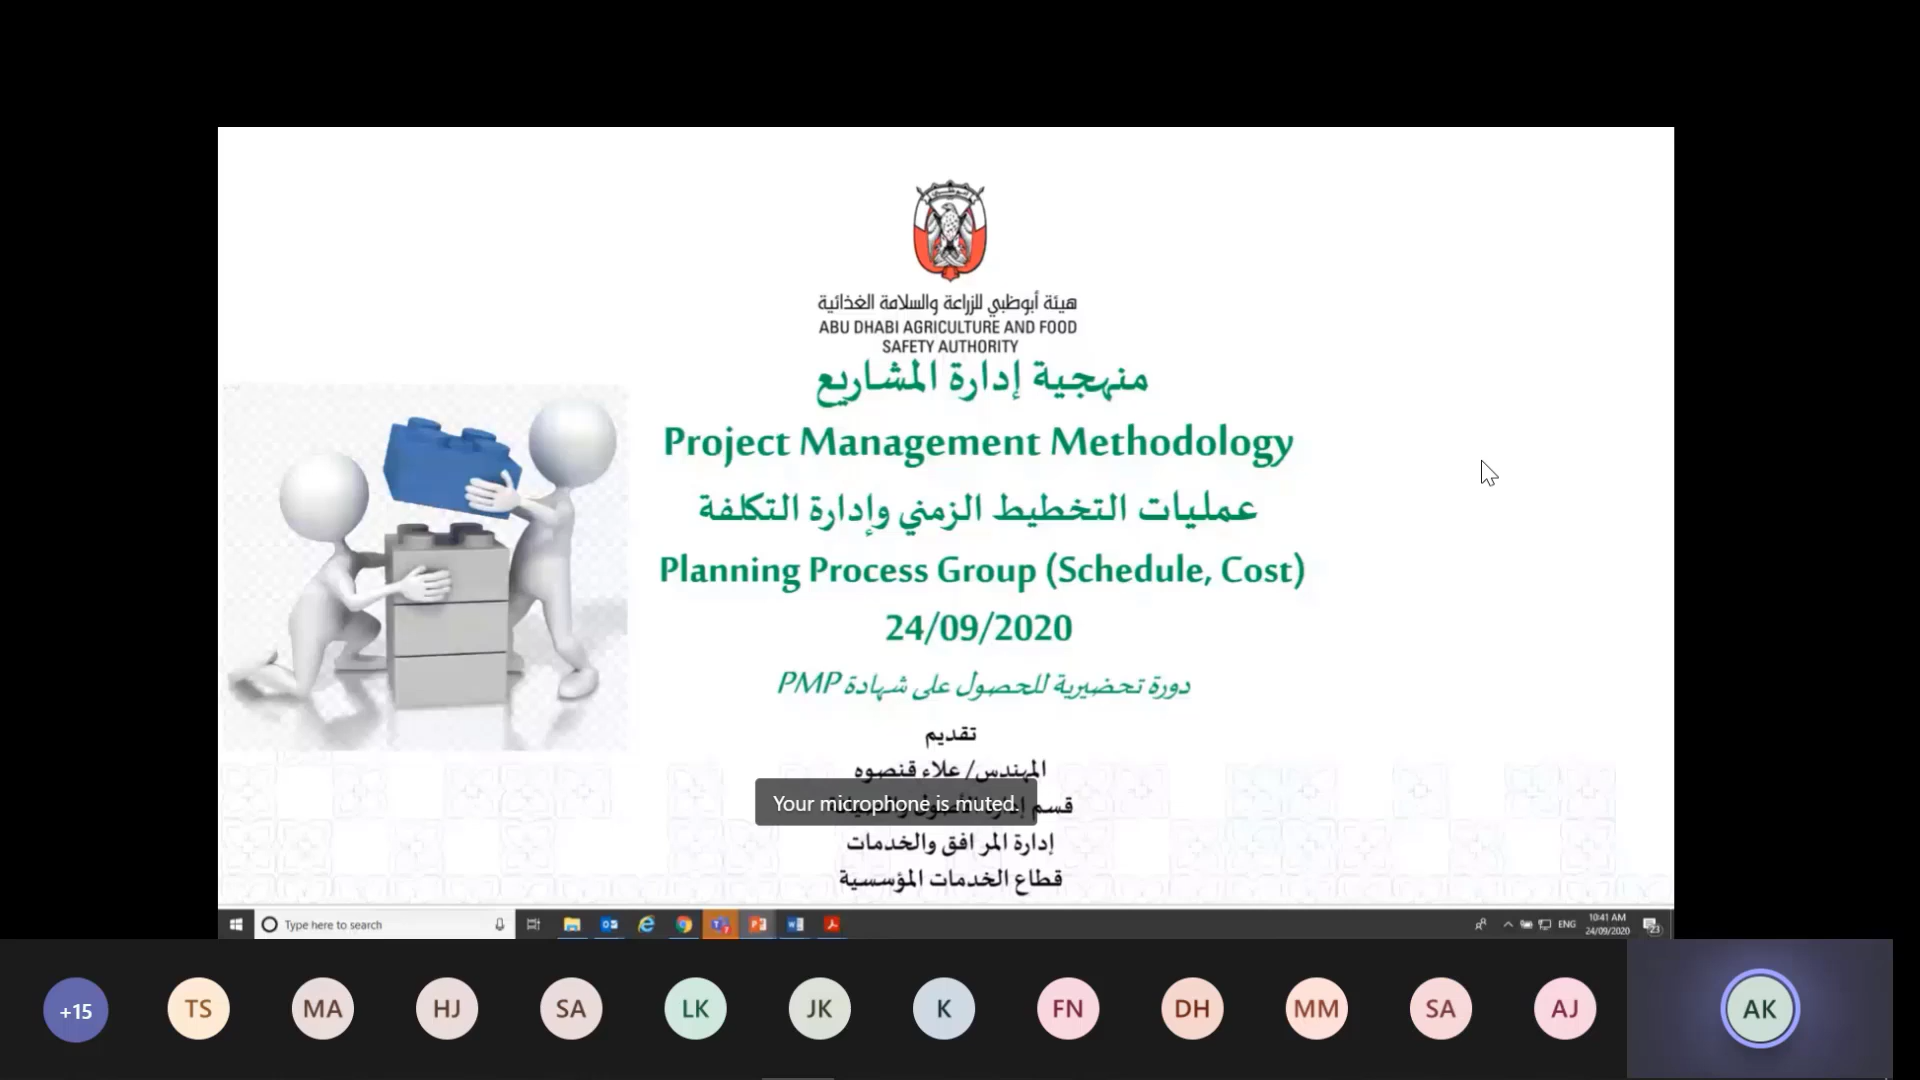 هيئة أبوظبي للزراعة والسلامة الغذائية
ABU DHABI AGRICULTURE AND FOOD
SAFETY AUTHORITY
منهجية إدارة المشاريع
Project Management Methodology
عمليات التخطيط الزمني وإدارة التكلفة
Planning Process Group (Schedule, Cost)
24/09/2020
دورة تحضيرية للحصول على شهادة PMP
تقديم
المهندس/ علاء قنصوه
Your microphone is muted.
قسم إدارة
إدارة المرافق والخدمات
قطاع الخدمات المؤسسية
Type here to search
ENG
10:41 AM
24/09/2020
23
+15
TS
MA
HJ
SA
LK
JK
K
FN
DH
MM
SA
AJ
AK